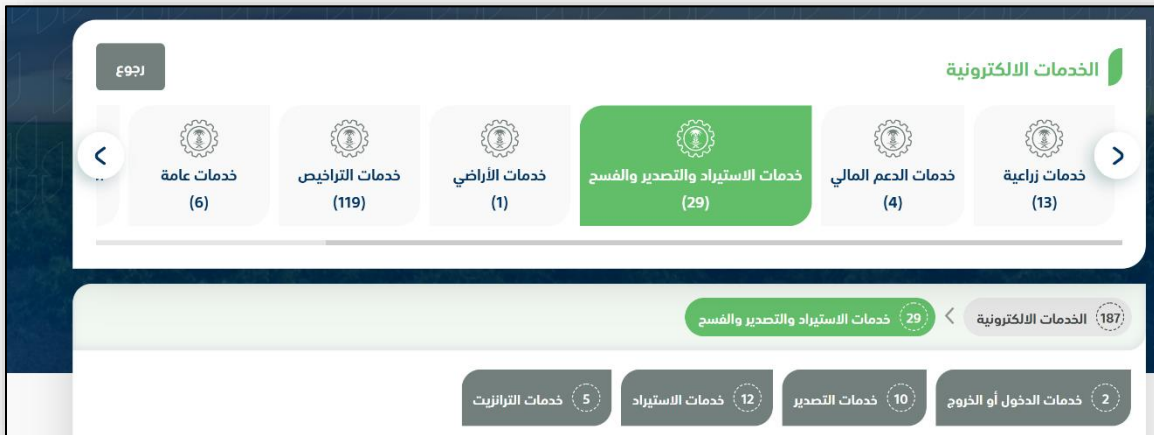 الخدمات الالكترونية
رجوع
خدمات زراعية
(13)
خدمات الدعم المالي
(4)
خدمات الاستيراد والتصدير والفسح
(29)
خدمات الأراضي
(1)
خدمات التراخيص
(119)
خدمات عامة
(6)
187 الخدمات الالكترونية
29 خدمات الاستيراد والتصدير والفسح
2 خدمات الدخول أو الخروج
10 خدمات التصدير
12 خدمات الاستيراد
5 خدمات الترانزيت